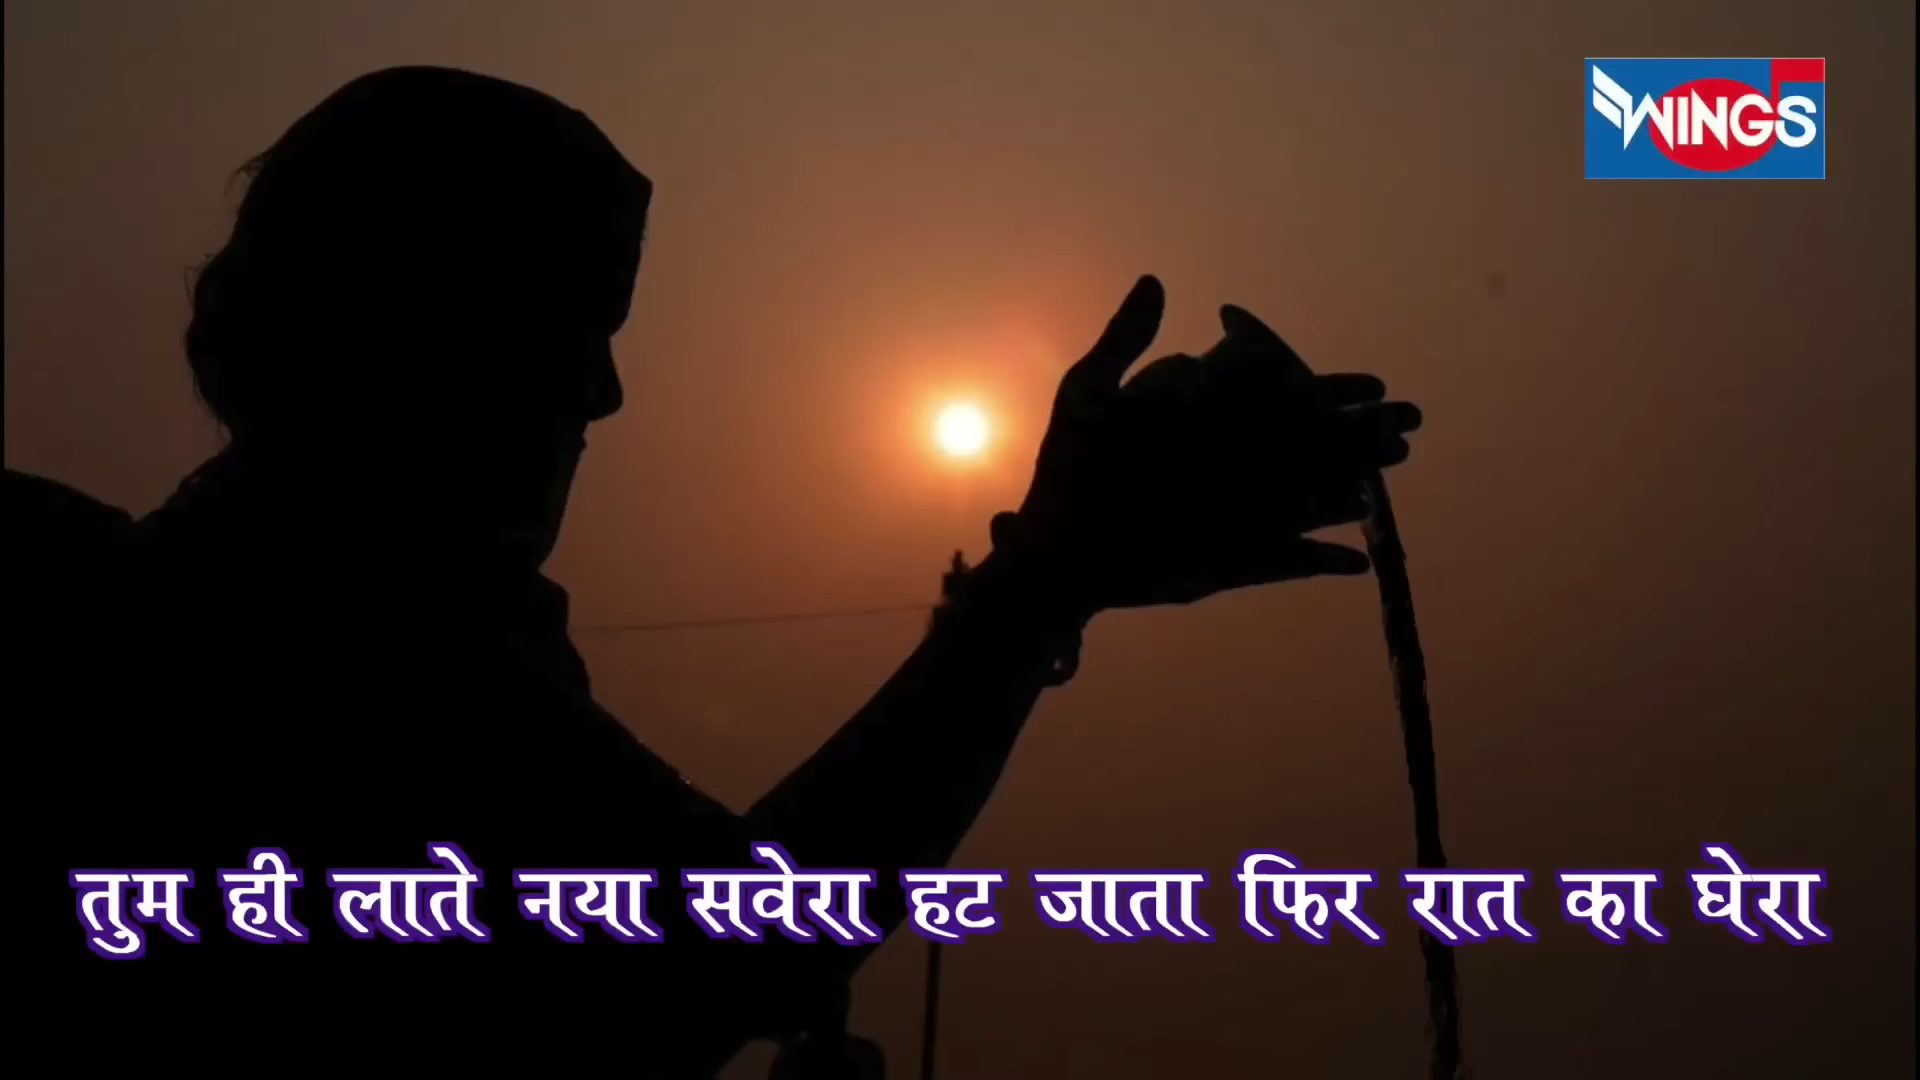 WINGS
तुम ही लाते नया सवेरा हट जाता फिर रात का घेरा